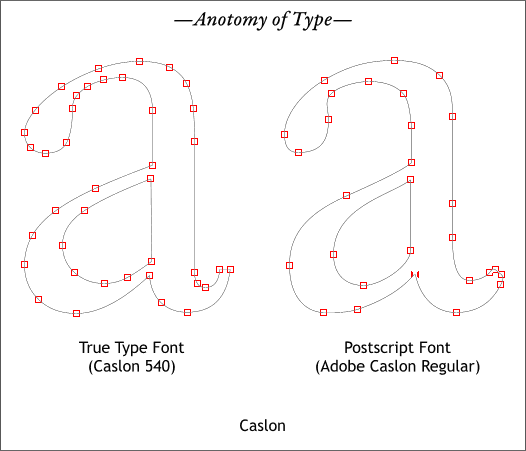 —Anotomy of Type—
True Type Font
(Caslon 540)
Postscript Font
(Adobe Caslon Regular)
Caslon